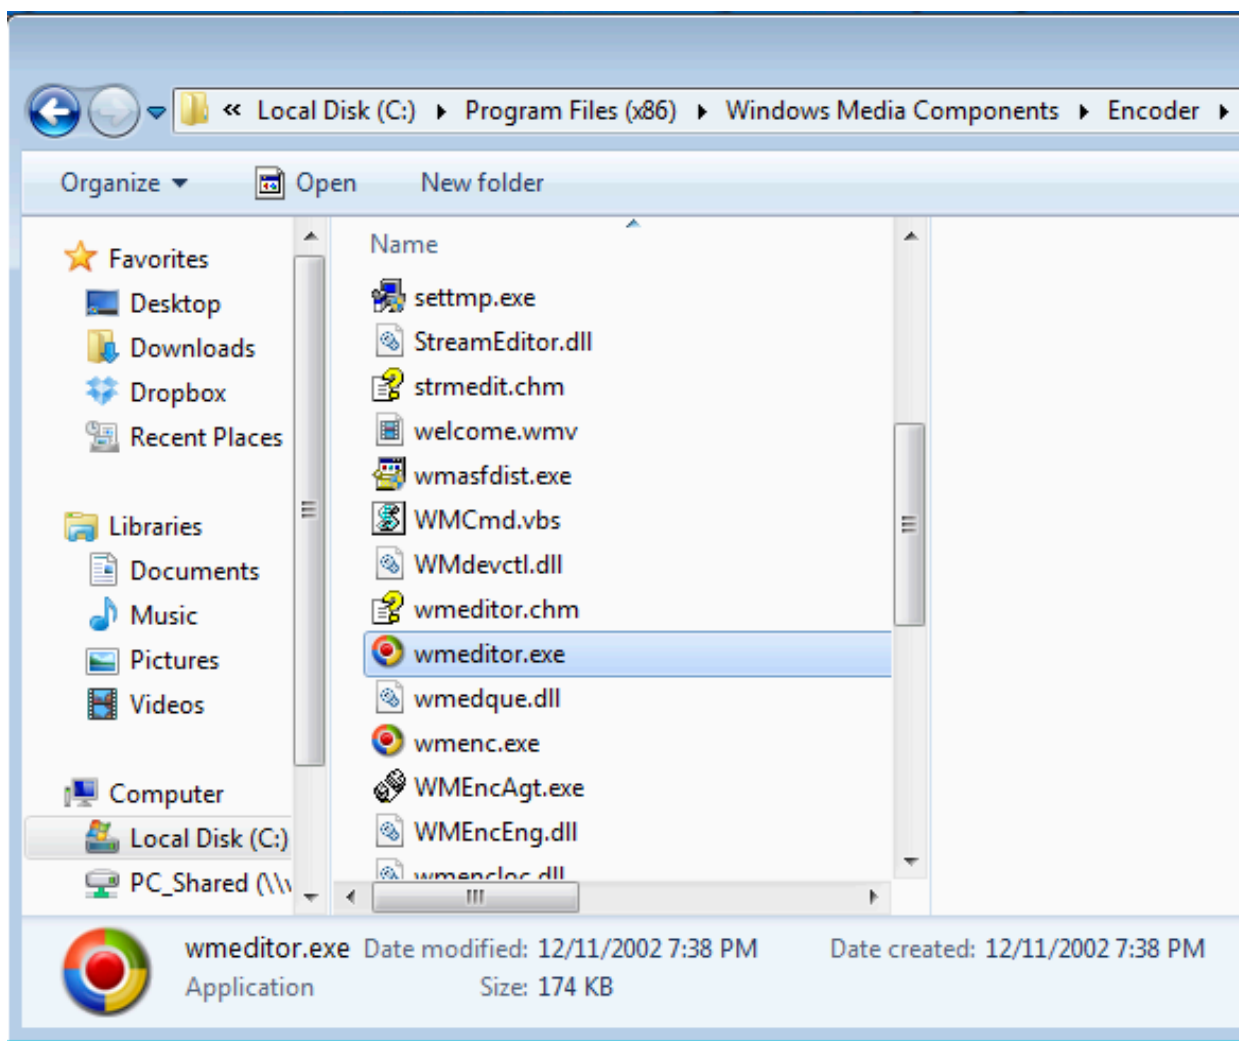 « Local Disk (C:) Program Files (x86) Windows Media Components Encoder
Organize Open New folder
Favorites
Desktop
Downloads
Dropbox
Recent Places
Libraries
Documents
Music
Pictures
Videos
Computer
Local Disk (C:)
PC_Shared (\\
Name
settmp.exe
StreamEditor.dll
strmedit.chm
welcome.wmv
wmasfdist.exe
WMCmd.vbs
WMdevctl.dll
wmeditor.chm
wmeditor.exe
wmedque.dll
wmenc.exe
WMEncAgt.exe
WMEncEng.dll
wmencloc.dll
wmeditor.exe Date modified: 12/11/2002 7:38 PM Date created: 12/11/2002 7:38 PM
Application Size: 174 KB